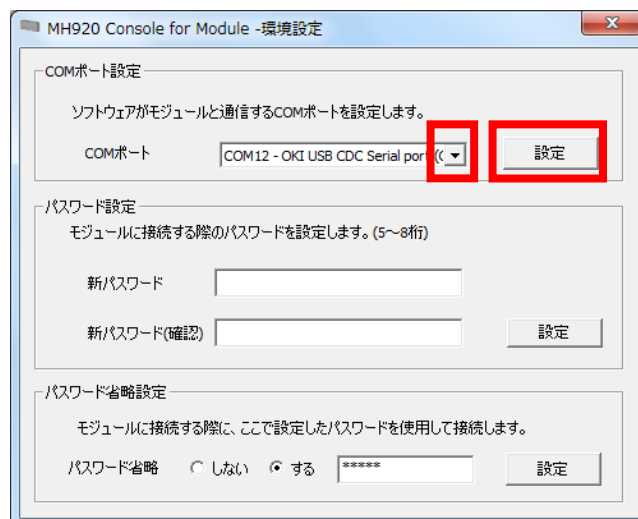 MH920 Console for Module -環境設定
COMポート設定
ソフトウェアがモジュールと通信するCOMポートを設定します。
COMポート COM12 - OKI USB CDC Serial port (C 設定
パスワード設定
モジュールに接続する際のパスワードを設定します。(5～8桁)
新パスワード
新パスワード(確認) 設定
パスワード省略設定
モジュールに接続する際に、ここで設定したパスワードを使用して接続します。
パスワード省略 しない する ***** 設定